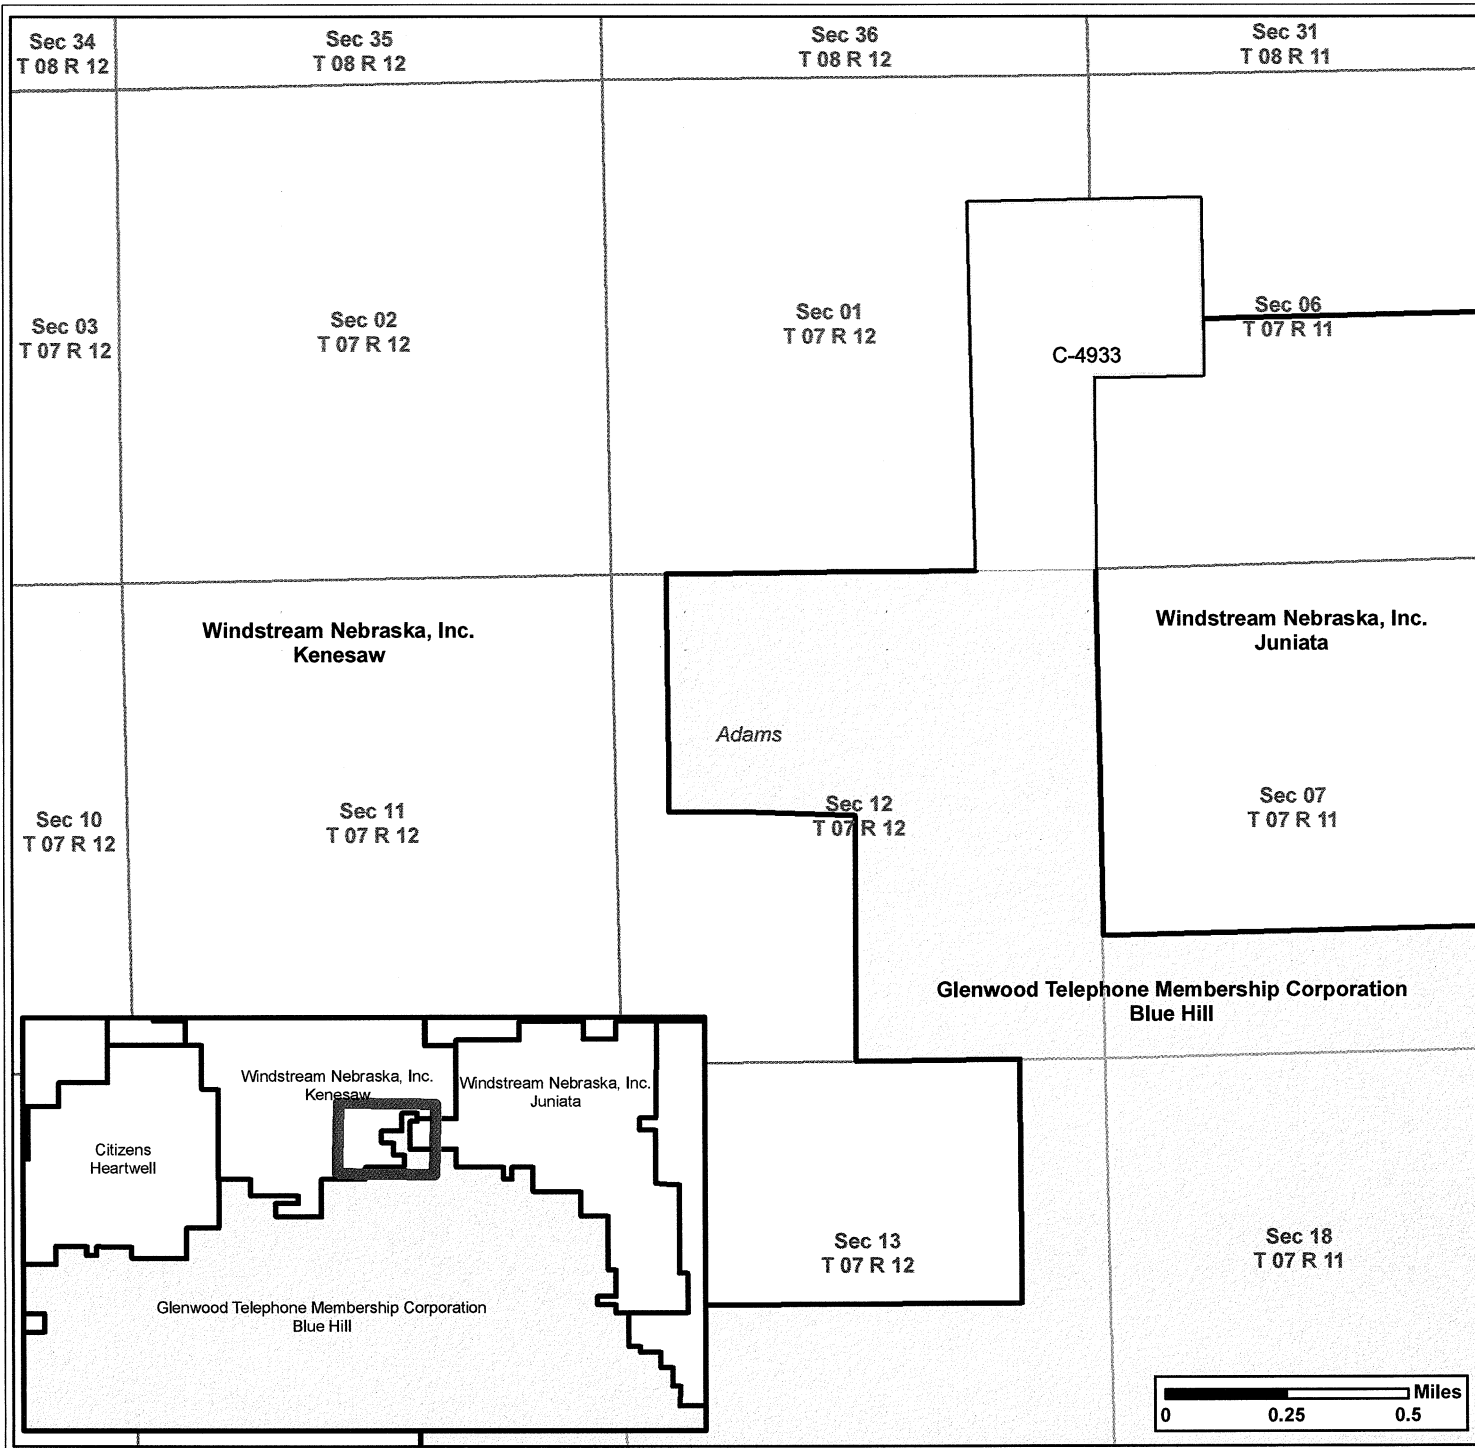 Sec 34
T 08 R 12
Sec 35
T 08 R 12
Sec 36
T 08 R 12
Sec 31
T 08 R 11
Sec 03
T 07 R 12
Sec 02
T 07 R 12
Sec 01
T 07 R 12
Sec 06
T 07 R 11
C-4933
Windstream Nebraska, Inc.
Kenesaw
Windstream Nebraska, Inc.
Juniata
Adams
Sec 10
T 07 R 12
Sec 11
T 07 R 12
Sec 12
T 07 R 12
Sec 07
T 07 R 11
Glenwood Telephone Membership Corporation
Blue Hill
Windstream Nebraska, Inc.
Kenesaw
Windstream Nebraska, Inc.
Juniata
Citizens
Heartwell
Glenwood Telephone Membership Corporation
Blue Hill
Sec 13
T 07 R 12
Sec 18
T 07 R 11
Miles
0 0.25 0.5